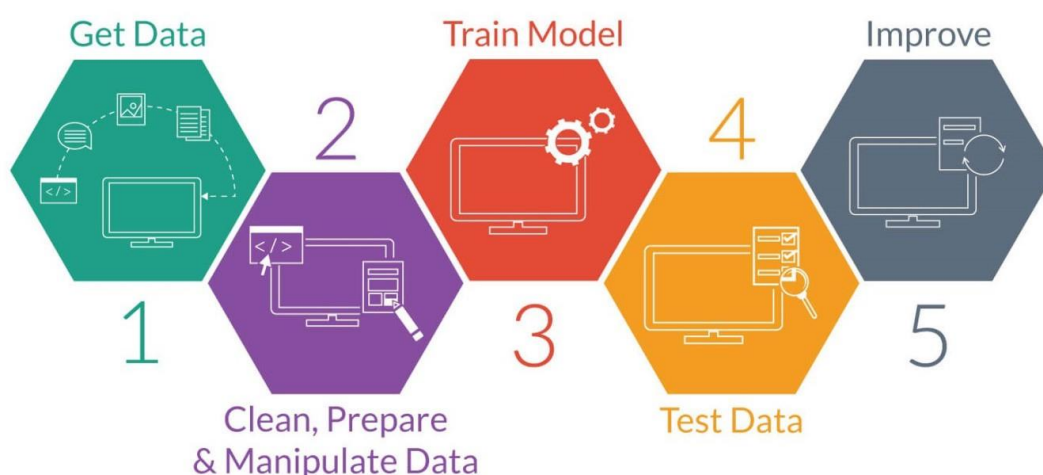 Get Data
Train Model
Improve
2
4
</>
</>
1
3
5
Clean, Prepare
& Manipulate Data
Test Data